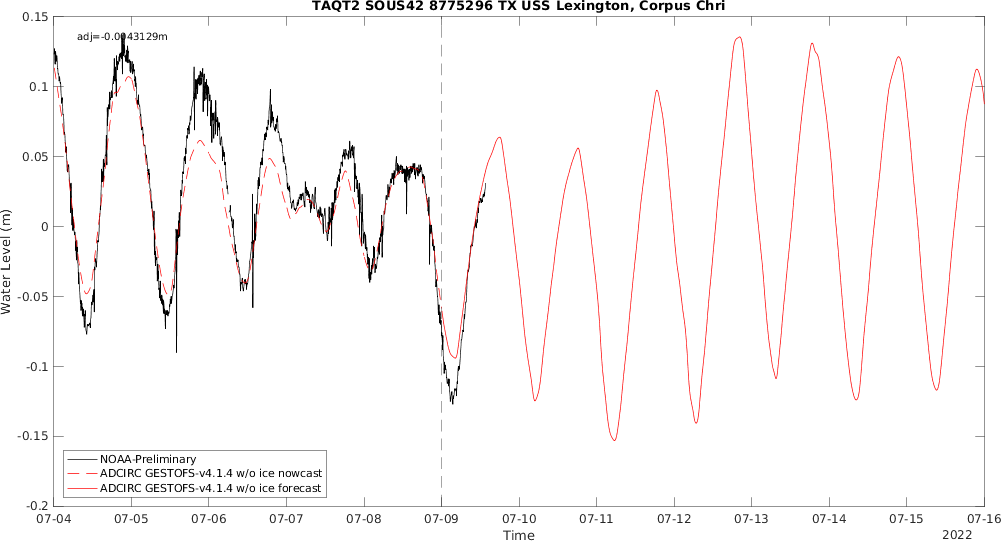 TAQT2 SOUS42 8775296 TX USS Lexington, Corpus Chri
adj=-0.0043129m
0.15
0.1
0.05
0
-0.05
-0.1
-0.15
-0.2
Water Level (m)
NOAA-Preliminary
ADCIRC GESTOFS-v4.1.4 w/o ice nowcast
ADCIRC GESTOFS-v4.1.4 w/o ice forecast
07-04 07-05 07-06 07-07 07-08 07-09 07-10 07-11 07-12 07-13 07-14 07-15 07-16
Time
2022